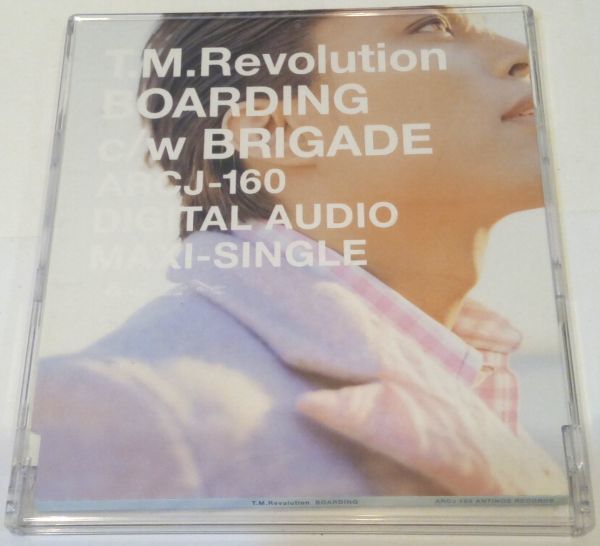 T.M.Revolution
BOARDING
c/w BRIGADE
ARCJ-160
DIGITAL AUDIO
MAXI-SINGLE
T.M.Revolution BOARDING
ARCJ 160 ANTINOS RECORDS